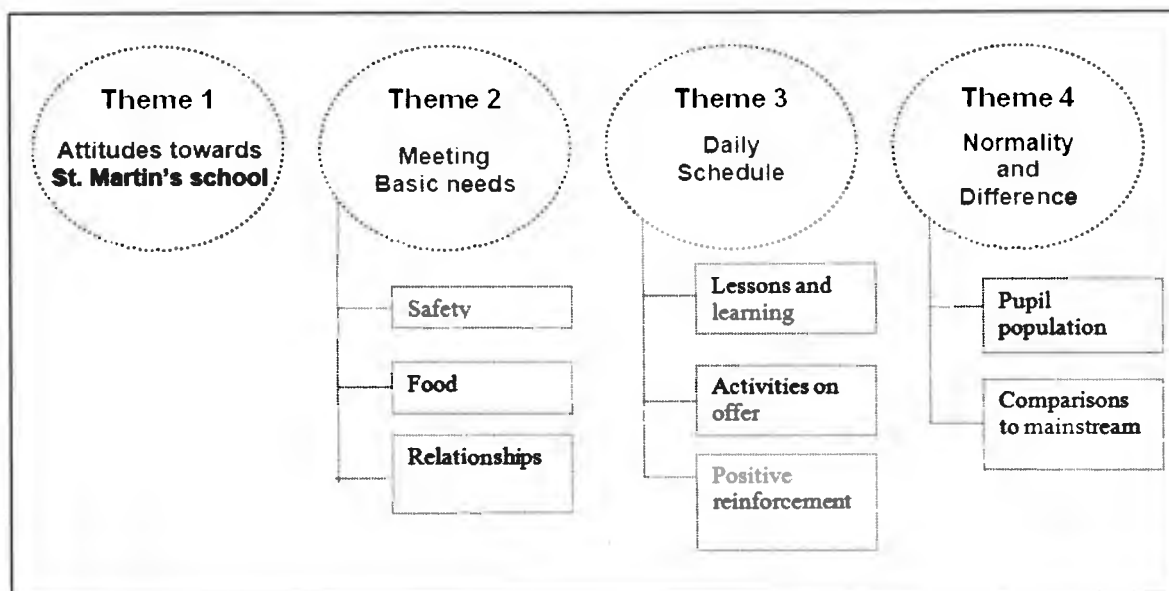 Theme 1
Attitudes towards
St. Martin's school
Theme 2
Meeting
Basic needs
Safety
Food
Relationships
Theme 3
Daily
Schedule
Lessons and
learning
Activities on
offer
Positive
reinforcement
Theme 4
Normality
and
Difference
Pupil
population
Comparisons
to mainstream